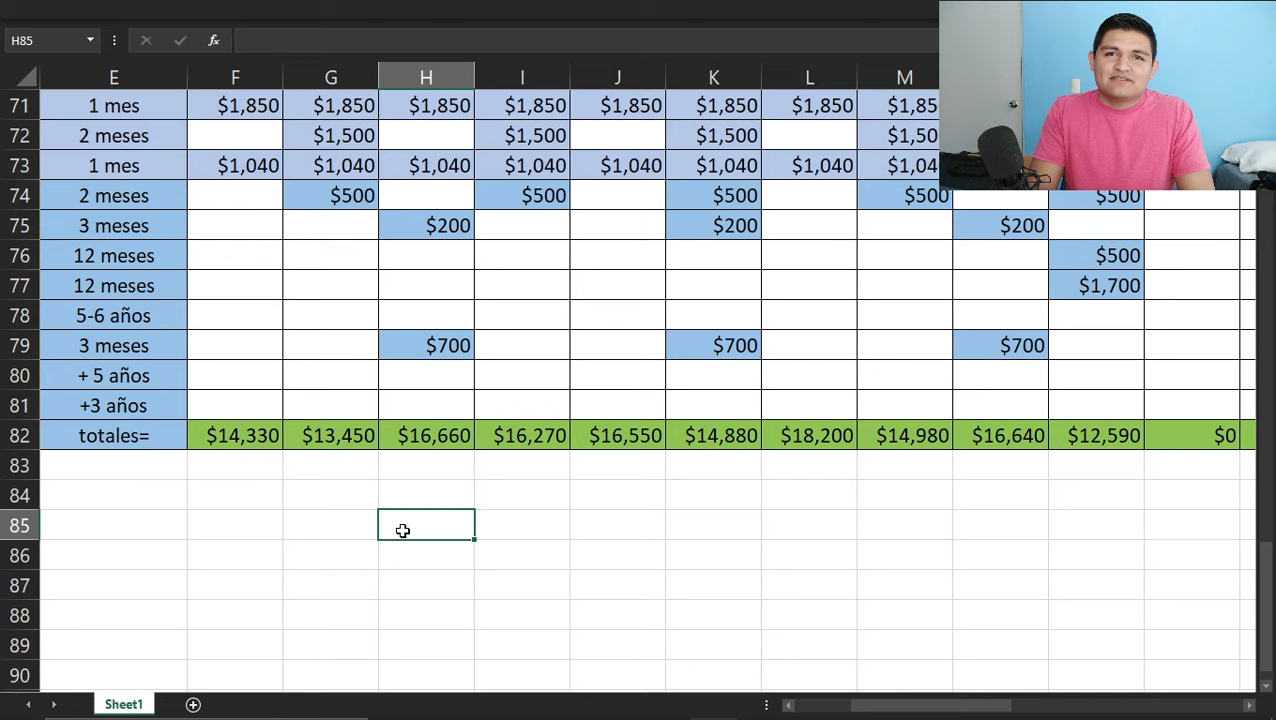 H85 fx
E F G H I J K L M
71 1 mes $1,850 $1,850 $1,850 $1,850 $1,850 $1,850 $1,850 $1,85
72 2 meses $1,500 $1,500 $1,500 $1,50
73 1 mes $1,040 $1,040 $1,040 $1,040 $1,040 $1,040 $1,040 $1,04
74 2 meses $500 $500 $500 $500 $500
75 3 meses $200 $200 $200
76 12 meses $500
77 12 meses $1,700
78 5-6 años
79 3 meses $700 $700 $700
80 + 5 años
81 +3 años
82 totales= $14,330 $13,450 $16,660 $16,270 $16,550 $14,880 $18,200 $14,980 $16,640 $12,590 $0
83
84
85
86
87
88
89
90
Sheet1